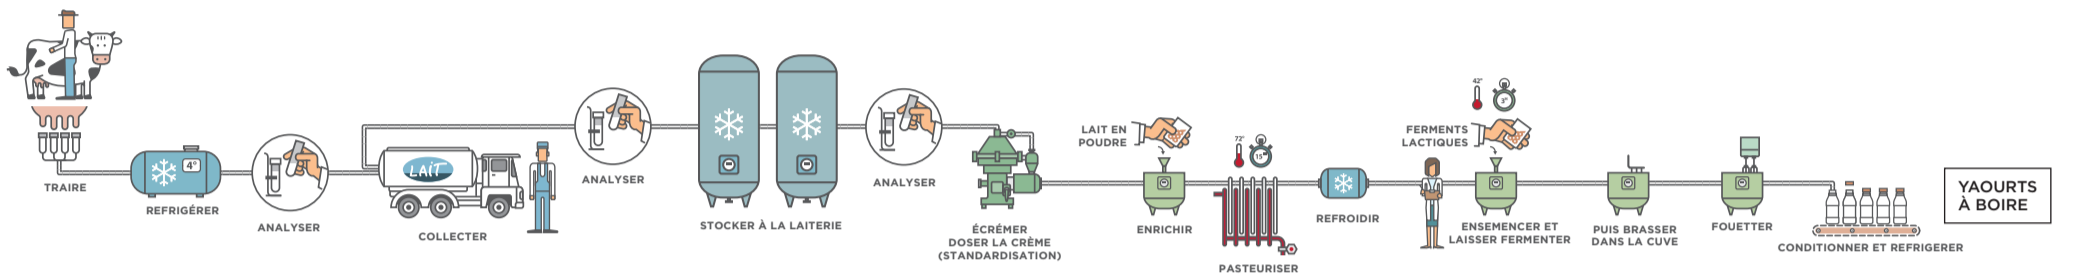 TRAIRE
4°
REFRIGÉRER
ANALYSER
LAIT
COLLECTER
ANALYSER
STOCKER À LA LAITERIE
ANALYSER
ÉCRÉMER
DOSER LA CRÈME
(STANDARDISATION)
LAIT EN
POUDRE
ENRICHIR
72°
15"
PASTEURISER
REFROIDIR
42°
3H
FERMENTS
LACTIQUES
ENSEMENCER ET
LAISSER FERMENTER
PUIS BRASSER
DANS LA CUVE
FOUETTER
CONDITIONNER ET REFRIGERER
YAOURTS
À BOIRE